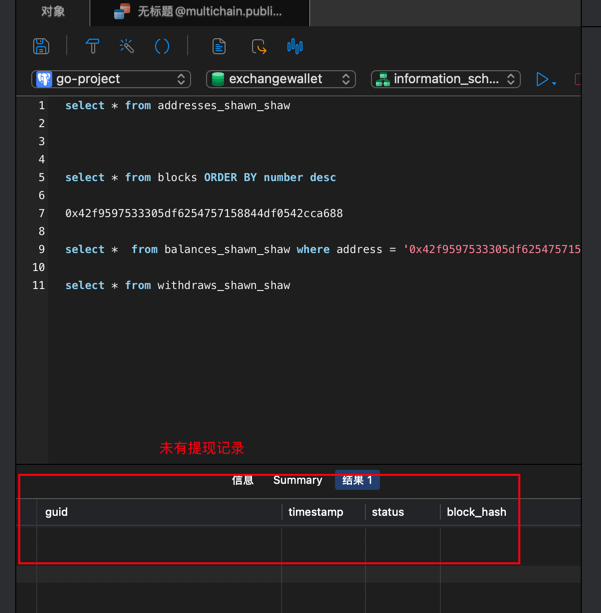 对象
无标题@multichain.publi...
go-project
exchangewallet
information_sch...
1 select * from addresses_shawn_shaw
2
3
4
5 select * from blocks ORDER BY number desc
6
7 0x42f9597533305df6254757158844df0542cca688
8
9 select * from balances_shawn_shaw where address = '0x42f9597533305df625475715
10
11 select * from withdraws_shawn_shaw
未有提现记录
信息 Summary 结果 1
guid timestamp status block_hash